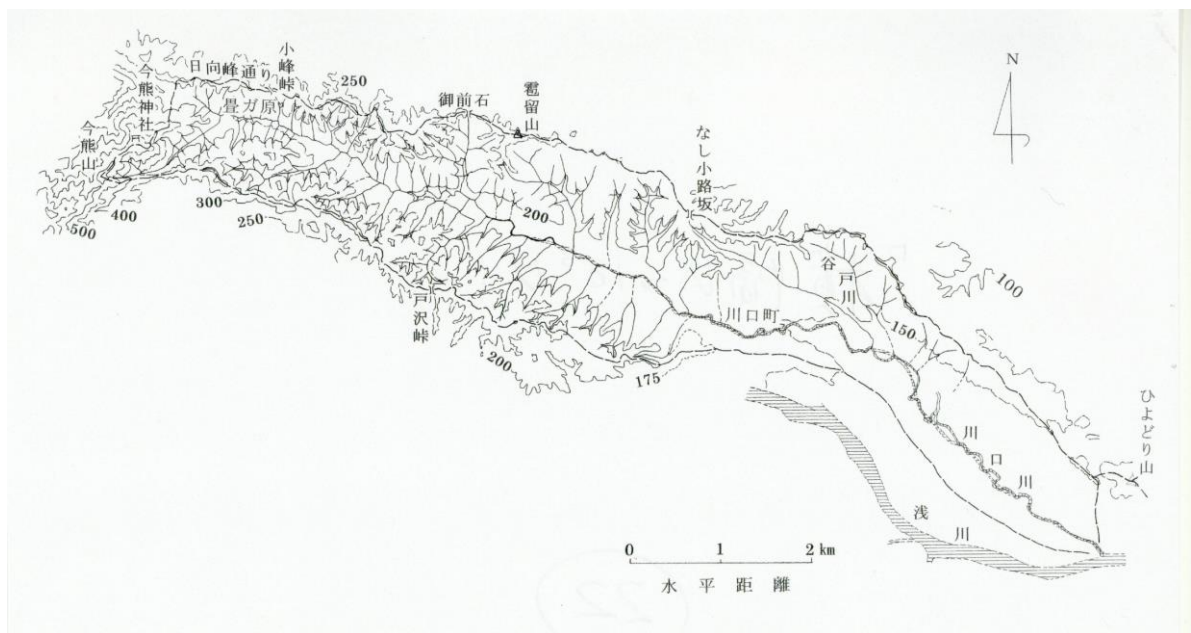 N
小峰峠
日向峰通り
250
今熊神社
畳ガ原
御前石
雹留山
今熊山
なし小路坂
300
200
400
250
500
谷戸川
100
戸沢峠
川口町
150
200
175
ひよどり山
川口川
浅川
0 1 2 km
水平距離